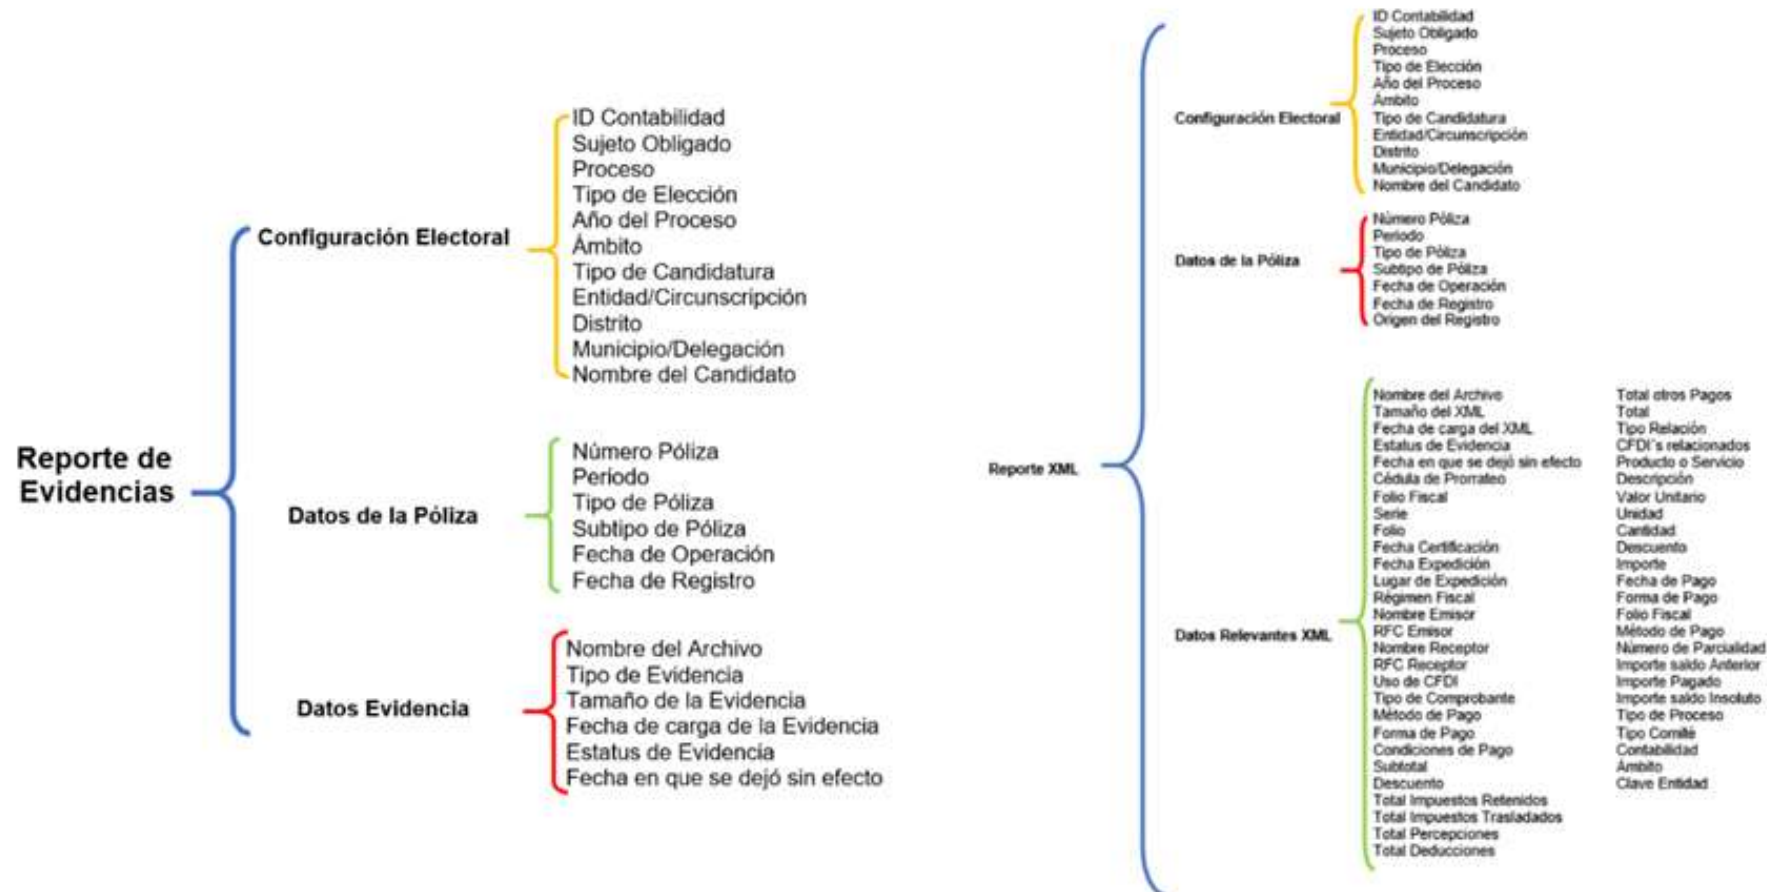 Reporte de
Evidencias
Configuración Electoral
ID Contabilidad
Sujeto Obligado
Proceso
Tipo de Elección
Año del Proceso
Ámbito
Tipo de Candidatura
Entidad/Circunscripción
Distrito
Municipio/Delegación
Nombre del Candidato
Datos de la Póliza
Número Póliza
Periodo
Tipo de Póliza
Subtipo de Póliza
Fecha de Operación
Fecha de Registro
Datos Evidencia
Nombre del Archivo
Tipo de Evidencia
Tamaño de la Evidencia
Fecha de carga de la Evidencia
Estatus de Evidencia
Fecha en que se dejó sin efecto
Reporte XML
Configuración Electoral
ID Contabilidad
Sujeto Obligado
Proceso
Tipo de Elección
Año del Proceso
Ámbito
Tipo de Candidatura
Entidad/Circunscripción
Distrito
Municipio/Delegación
Nombre del Candidato
Datos de la Póliza
Número Póliza
Periodo
Tipo de Póliza
Subtipo de Póliza
Fecha de Operación
Fecha de Registro
Origen del Registro
Datos Relevantes XML
Nombre del Archivo
Tamaño del XML
Fecha de carga del XML
Estatus de Evidencia
Fecha en que se dejó sin efecto
Cédula de Prorrateo
Folio Fiscal
Serie
Folio
Fecha Certificación
Fecha Expedición
Lugar de Expedición
Régimen Fiscal
Nombre Emisor
RFC Emisor
Nombre Receptor
RFC Receptor
Uso de CFDI
Tipo de Comprobante
Método de Pago
Forma de Pago
Condiciones de Pago
Subtotal
Descuento
Total Impuestos Retenidos
Total Impuestos Trasladados
Total Percepciones
Total Deducciones
Total otros Pagos
Total
Tipo Relación
CFDI´s relacionados
Producto o Servicio
Descripción
Valor Unitario
Unidad
Cantidad
Descuento
Importe
Fecha de Pago
Forma de Pago
Folio Fiscal
Método de Pago
Número de Parcialidad
Importe saldo Anterior
Importe Pagado
Importe saldo Insoluto
Tipo de Proceso
Tipo Comité
Contabilidad
Ámbito
Clave Entidad